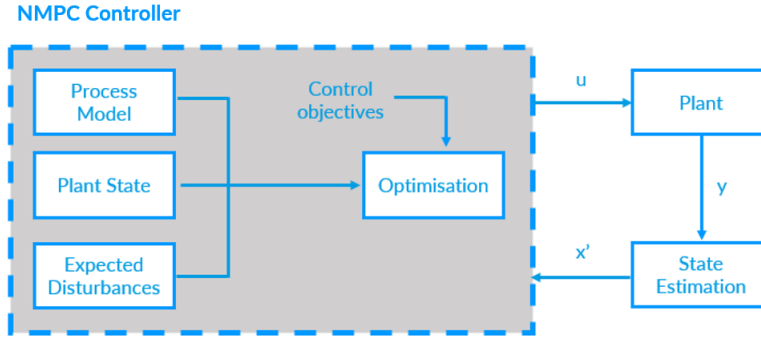 NMPC Controller
Process
Model
Control
objectives
Plant State
Optimisation
Expected
Disturbances
u
Plant
y
x’
State
Estimation